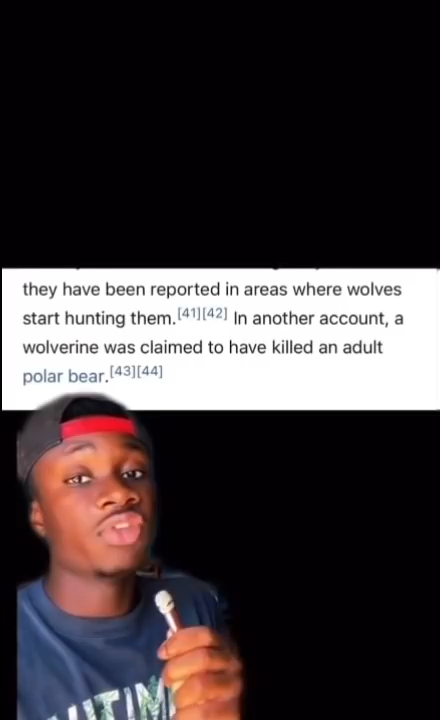 they have been reported in areas where wolves
start hunting them.[41][42] In another account, a
wolverine was claimed to have killed an adult
polar bear.[43][44]